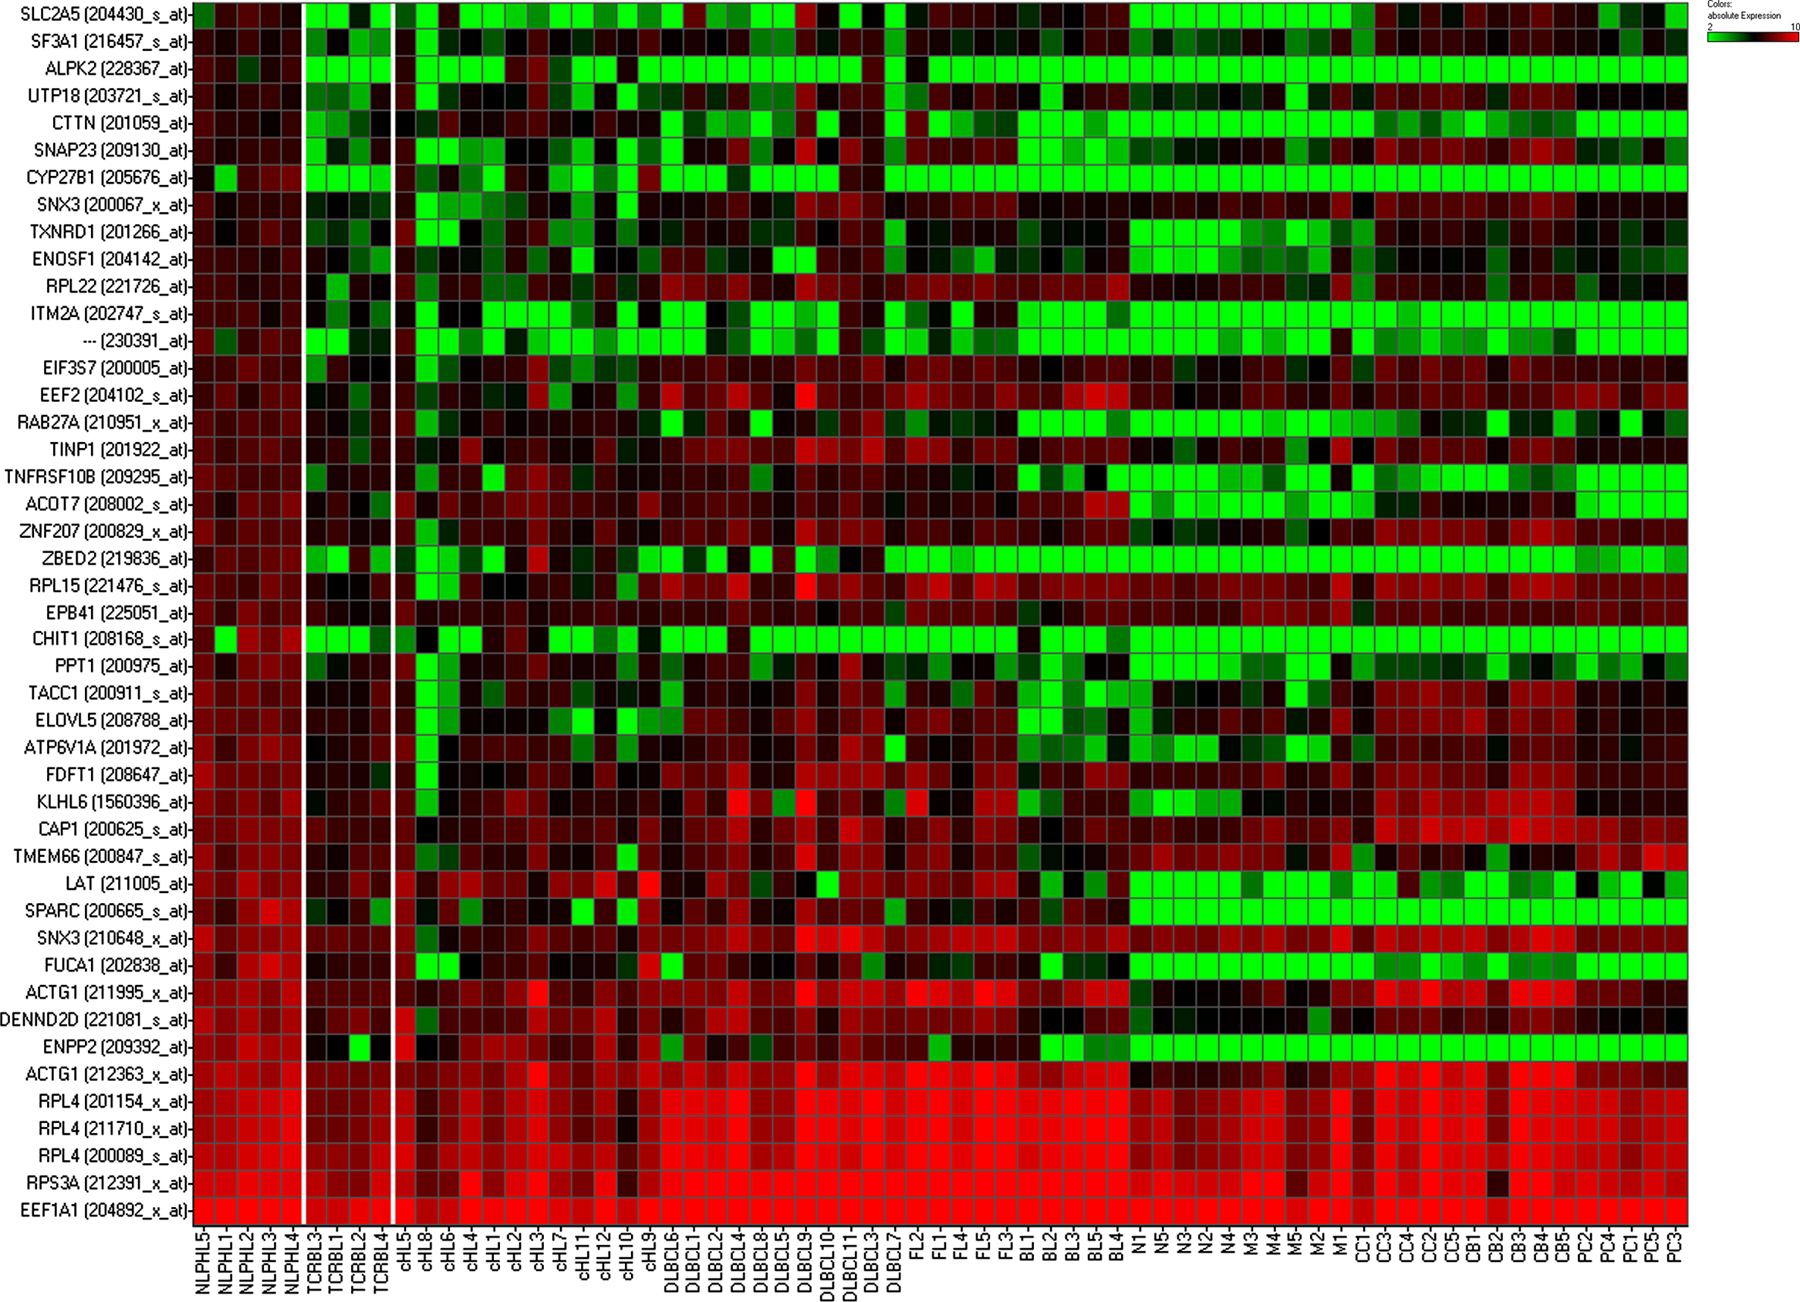 Colors:
absolute Expression
2 10
SLC2A5 (204430_s_at)
SF3A1 (216457_s_at)
ALPK2 (228367_at)
UTP18 (203721_s_at)
CTTN (201059_at)
SNAP23 (209130_at)
CYP27B1 (205676_at)
SNX3 (200067_x_at)
TXNRD1 (201266_at)
ENOSF1 (204142_at)
RPL22 (221726_at)
ITM2A (202747_s_at)
--- (230391_at)
EIF3S7 (200005_at)
EEF2 (204102_s_at)
RAB27A (210951_x_at)
TINP1 (201922_at)
TNFRSF10B (209295_at)
ACOT7 (208002_s_at)
ZNF207 (200829_x_at)
ZBED2 (219836_at)
RPL15 (221476_s_at)
EPB41 (225051_at)
CHIT1 (208168_s_at)
PPT1 (200975_at)
TACC1 (200911_s_at)
ELOVL5 (208788_at)
ATP6V1A (201972_at)
FDFT1 (208647_at)
KLHL6 (1560396_at)
CAP1 (200625_s_at)
TMEM66 (200847_s_at)
LAT (211005_at)
SPARC (200665_s_at)
SNX3 (210648_x_at)
FUCA1 (202838_at)
ACTG1 (211995_x_at)
DENND2D (221081_s_at)
ENPP2 (209392_at)
ACTG1 (212363_x_at)
RPL4 (201154_x_at)
RPL4 (211710_x_at)
RPL4 (200089_s_at)
RPS3A (212391_x_at)
EEF1A1 (204892_x_at)
NLPHL5
NLPHL1
NLPHL2
NLPHL3
NLPHL4
TCRBL3
TCRBL1
TCRBL2
TCRBL4
cHL5
cHL8
cHL6
cHL4
cHL1
cHL2
cHL3
cHL7
cHL11
cHL12
cHL10
cHL9
DLBCL6
DLBCL1
DLBCL2
DLBCL4
DLBCL8
DLBCL5
DLBCL9
DLBCL10
DLBCL11
DLBCL3
DLBCL7
FL2
FL1
FL4
FL5
FL3
BL1
BL2
BL3
BL5
BL4
N1
N5
N3
N2
N4
M3
M4
M5
M2
M1
CC1
CC3
CC4
CC2
CC5
CB1
CB2
CB3
CB4
CB5
PC2
PC4
PC1
PC5
PC3